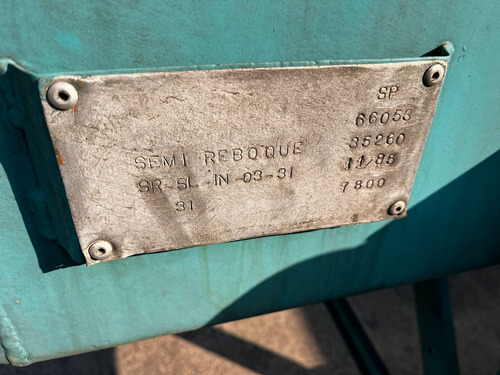 SP
66053
SEMI REBOQUE 35260
SR-SL-IN-03-31 11/85
31 7800